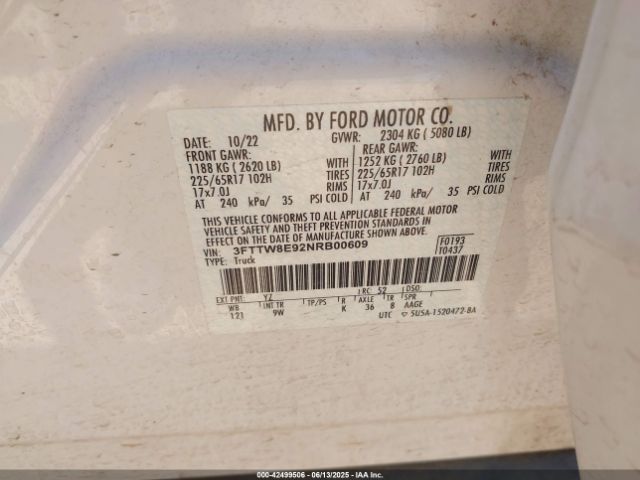 MFD. BY FORD MOTOR CO.
DATE: 10/22 GVWR: 2304 KG ( 5080 LB)
FRONT GAWR: REAR GAWR:
1188 KG ( 2620 LB) WITH 1252 KG ( 2760 LB) WITH
225/65R17 102H TIRES 225/65R17 102H TIRES
17x7.0J RIMS 17x7.0J RIMS
AT 240 kPa/ 35 PSI COLD AT 240 kPa/ 35 PSI COLD
THIS VEHICLE CONFORMS TO ALL APPLICABLE FEDERAL MOTOR
VEHICLE SAFETY AND THEFT PREVENTION STANDARDS IN
EFFECT ON THE DATE OF MANUFACTURE SHOWN ABOVE.
VIN: 3FTTW8E92NRB00609 F0193
TYPE: Truck T0437
EXT PNT: YZ RC: 52 DSO:
WB INT TR TP/PS R AXLE TR SPR
121 9W K 36 8 AAGE
UTC 5U5A-1520472-BA
000-42499506 - 06/13/2025 - IAA Inc.